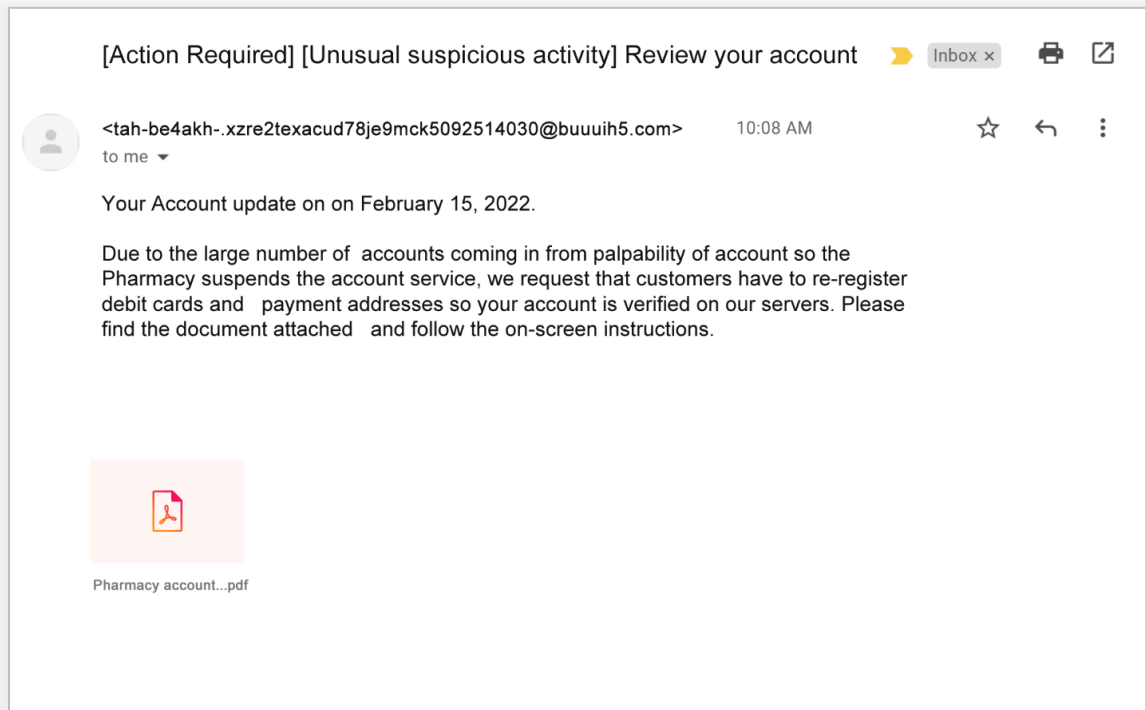 [Action Required] [Unusual suspicious activity] Review your account
Inbox ×
<tah-be4akh-.xzre2texacud78je9mck5092514030@buuuih5.com>
10:08 AM
to me
Your Account update on on February 15, 2022.
Due to the large number of  accounts coming in from palpability of account so the
Pharmacy suspends the account service, we request that customers have to re-register
debit cards and   payment addresses so your account is verified on our servers. Please
find the document attached   and follow the on-screen instructions.
Pharmacy account...pdf